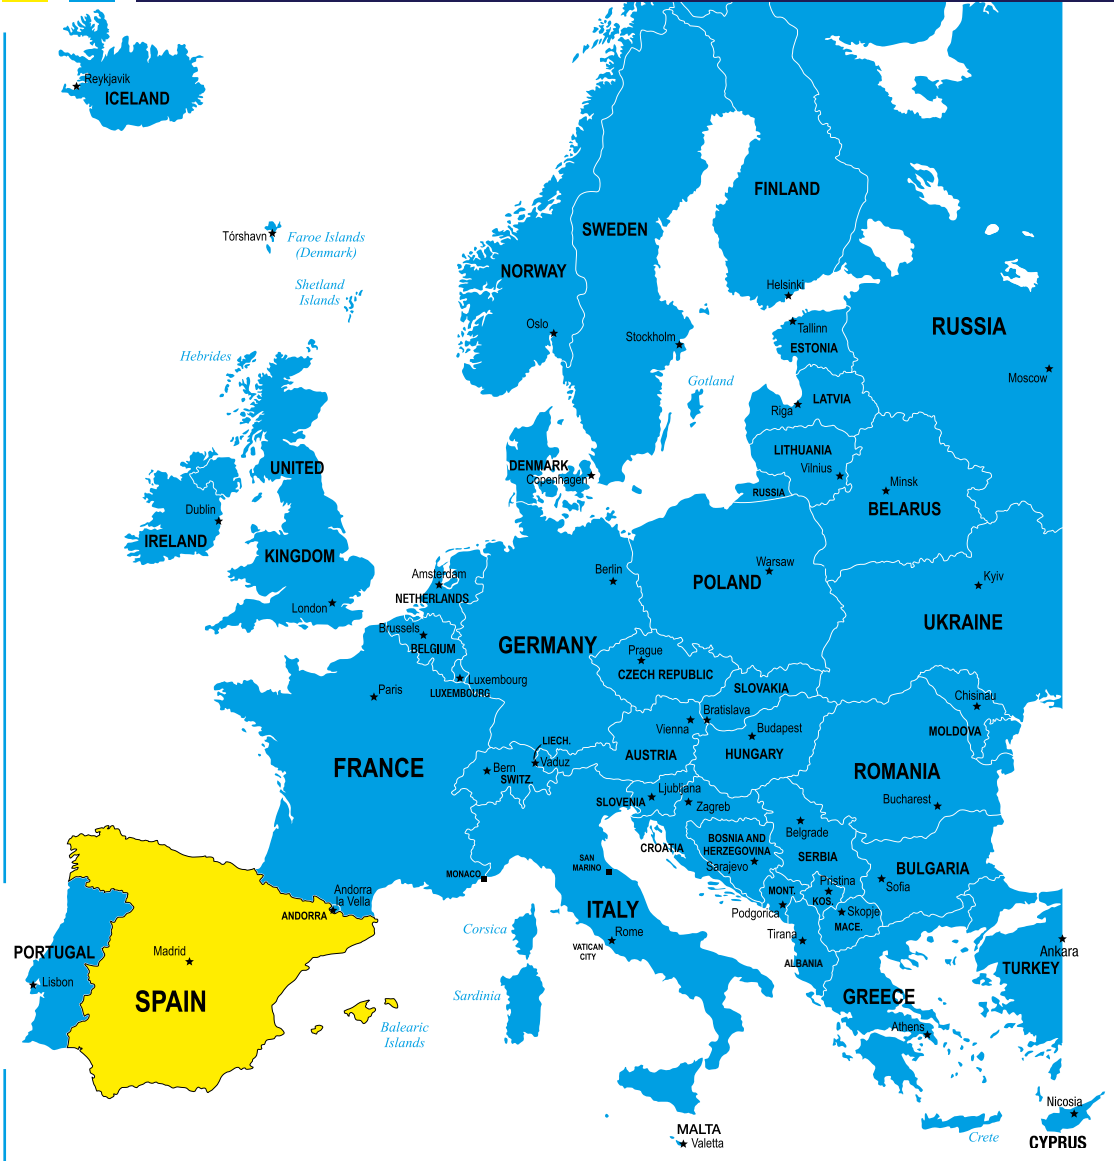 Reykjavik
ICELAND
FINLAND
SWEDEN
Tórshavn
Faroe Islands
(Denmark)
NORWAY
Shetland
Islands
Helsinki
Oslo
Tallinn
RUSSIA
Stockholm
ESTONIA
Hebrides
Moscow
Gotland
LATVIA
Riga
LITHUANIA
UNITED
DENMARK
Vilnius
Copenhagen
Minsk
RUSSIA
Dublin
BELARUS
IRELAND
KINGDOM
Warsaw
Berlin
Amsterdam
POLAND
Kyiv
NETHERLANDS
London
UKRAINE
Brussels
GERMANY
BELGIUM
Prague
CZECH REPUBLIC
Luxembourg
LUXEMBOURG
SLOVAKIA
Paris
Chisinau
Bratislava
Vienna
Budapest
MOLDOVA
LIECH.
AUSTRIA
HUNGARY
Vaduz
Bern
FRANCE
ROMANIA
SWITZ.
Ljubljana
SLOVENIA
Zagreb
Bucharest
Belgrade
BOSNIA AND
HERZEGOVINA
CROATIA
SERBIA
SAN
MARINO
Sarajevo
BULGARIA
MONACO
Pristina
Sofia
Andorra
la Vella
MONT.
KOS.
ANDORRA
ITALY
Podgorica
Skopje
MACE.
Corsica
Rome
Tirana
VATICAN
CITY
Madrid
PORTUGAL
Ankara
ALBANIA
TURKEY
Lisbon
Sardinia
SPAIN
GREECE
Balearic
Islands
Athens
Nicosia
MALTA
Valetta
Crete
CYPRUS